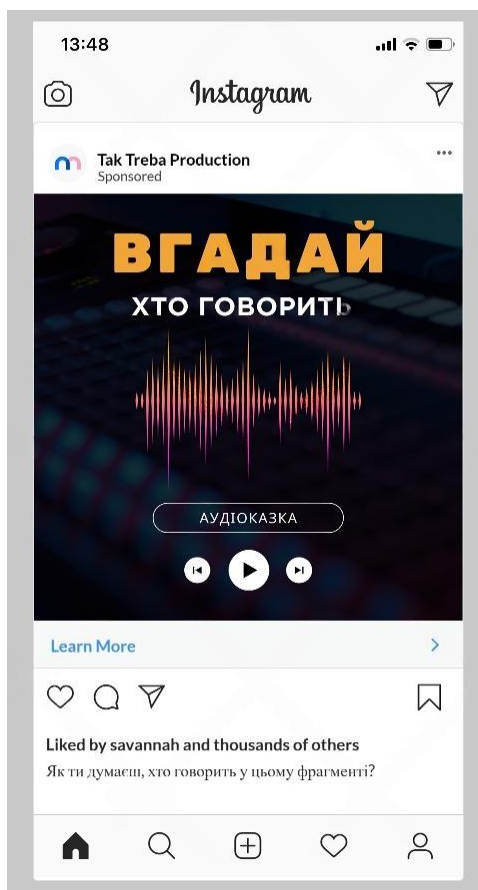 13:48
Instagram
Tak Treba Production
Sponsored
ВГАДАЙ
ХТО ГОВОРИТЬ
АУДІОКАЗКА
Learn More
Liked by savannah and thousands of others
Як ти думаєш, хто говорить у цьому фрагменті?